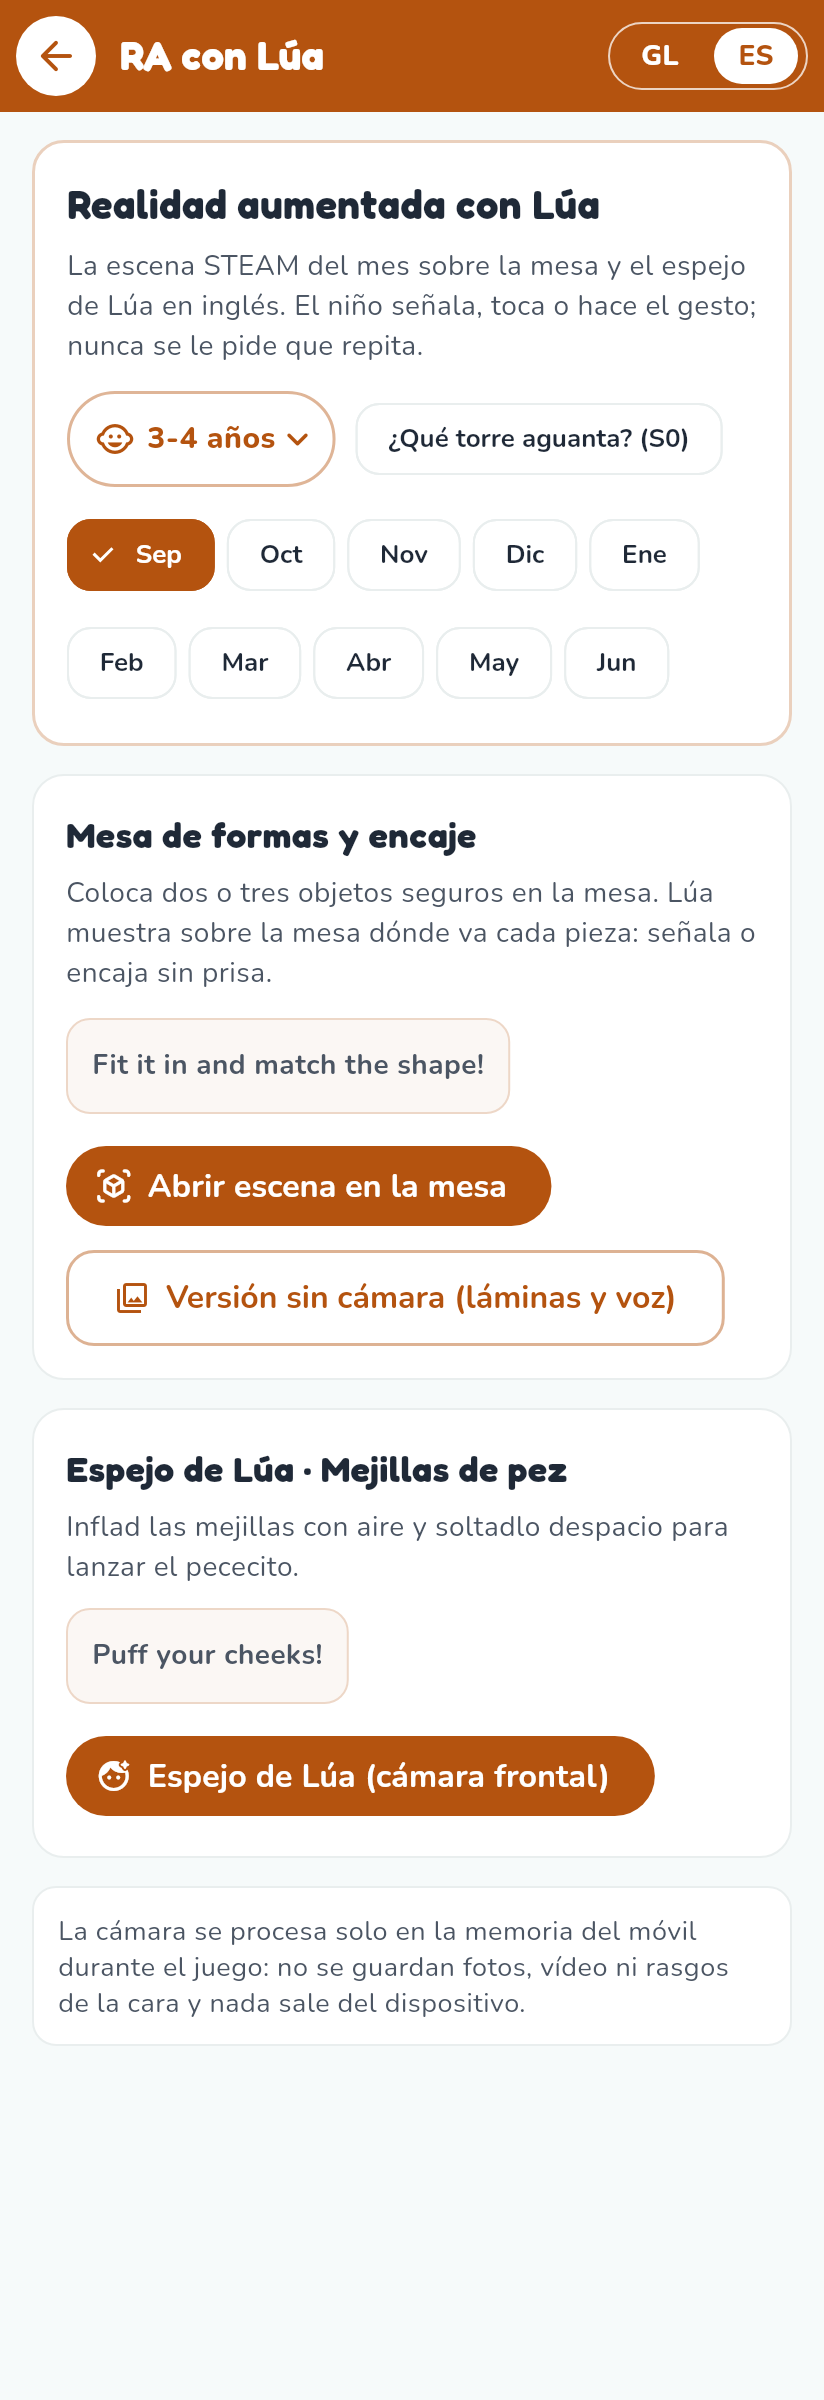 RA con Lúa
GL
ES
Realidad aumentada con Lúa
La escena STEAM del mes sobre la mesa y el espejo
de Lúa en inglés. El niño señala, toca o hace el gesto;
nunca se le pide que repita.
3-4 años
¿Qué torre aguanta? (S0)
Sep
Oct
Nov
Dic
Ene
Feb
Mar
Abr
May
Jun
Mesa de formas y encaje
Coloca dos o tres objetos seguros en la mesa. Lúa
muestra sobre la mesa dónde va cada pieza: señala o
encaja sin prisa.
Fit it in and match the shape!
Abrir escena en la mesa
Versión sin cámara (láminas y voz)
Espejo de Lúa · Mejillas de pez
Inflad las mejillas con aire y soltadlo despacio para
lanzar el pececito.
Puff your cheeks!
Espejo de Lúa (cámara frontal)
La cámara se procesa solo en la memoria del móvil
durante el juego: no se guardan fotos, vídeo ni rasgos
de la cara y nada sale del dispositivo.